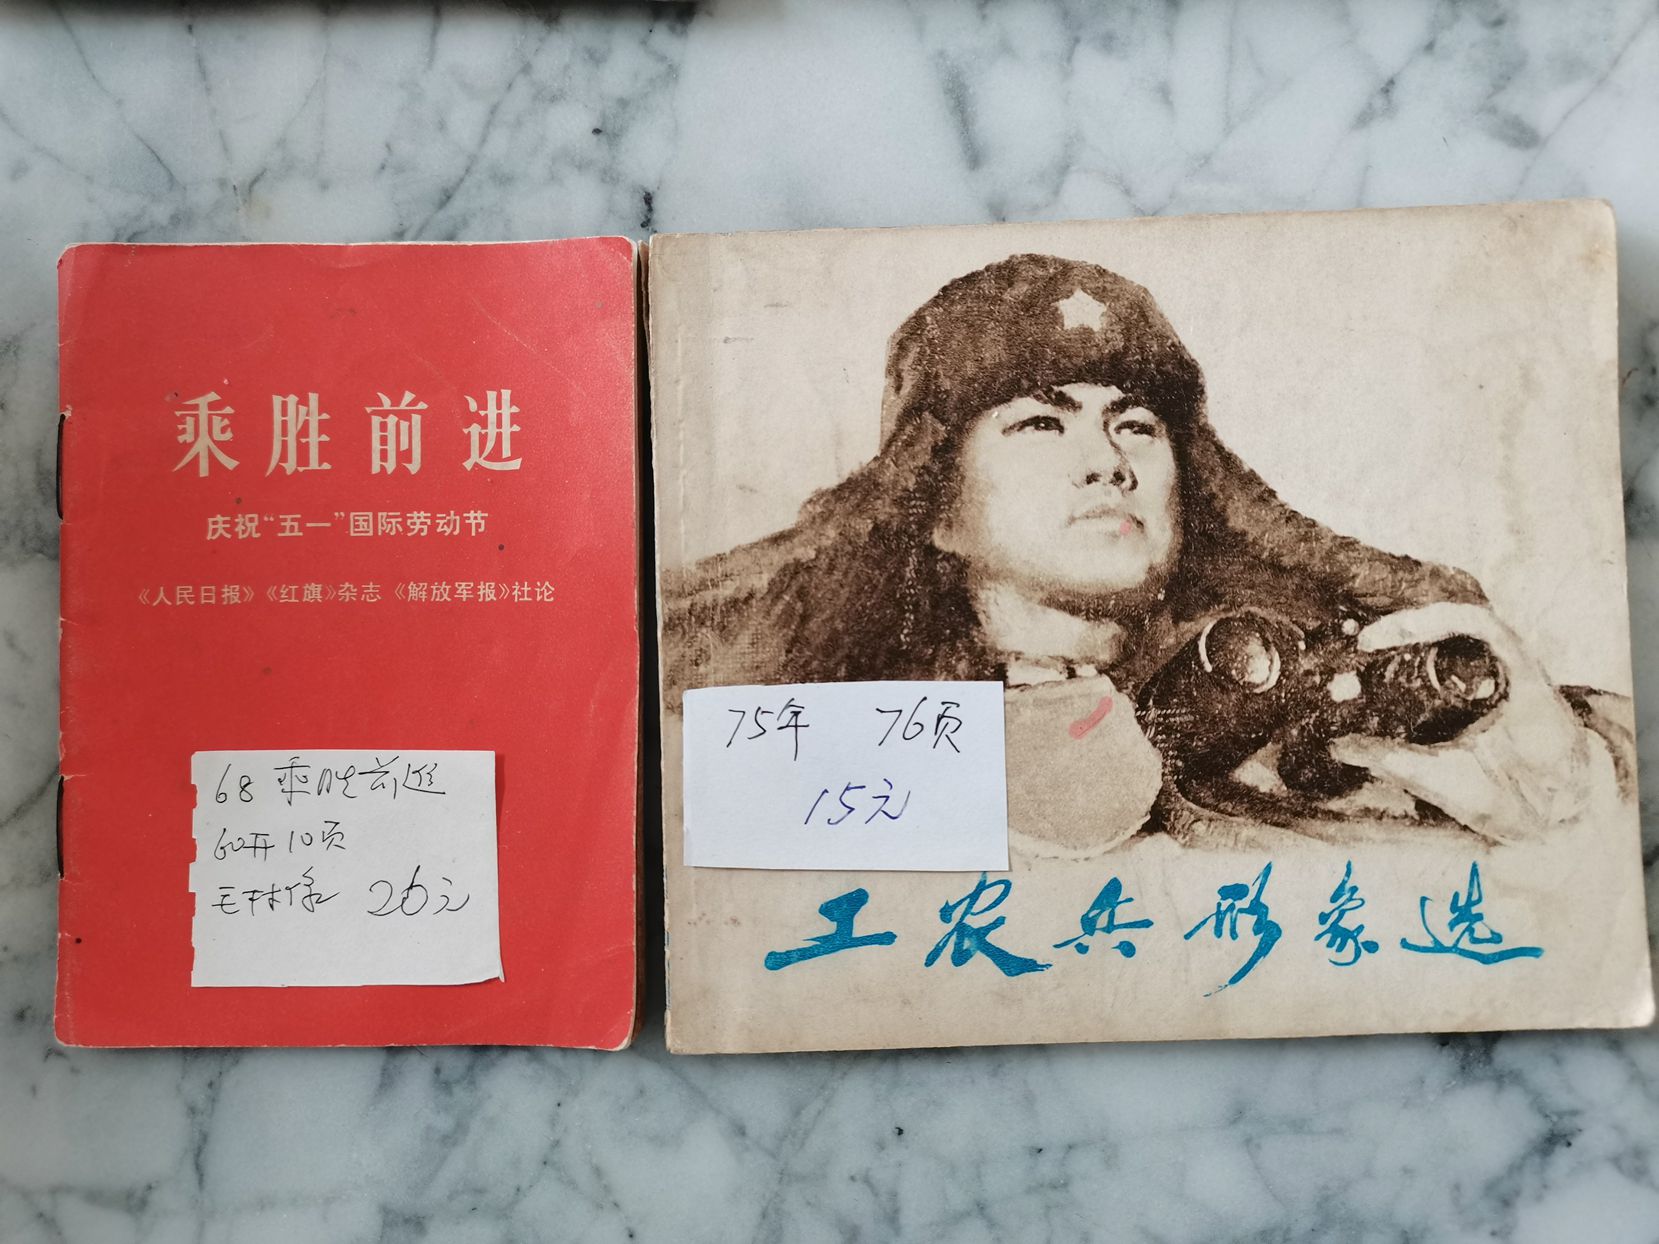 乘胜前进
庆祝“五一”国际劳动节
《人民日报》《红旗》杂志《解放军报》社论
68 乘胜前进
60开10页
毛林像 26元
75年 76页
15元
工农兵形象选